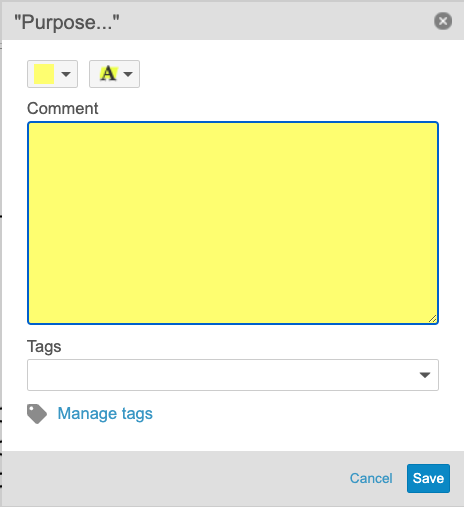 "Purpose..."
A
Comment
Tags
Manage tags
Cancel Save